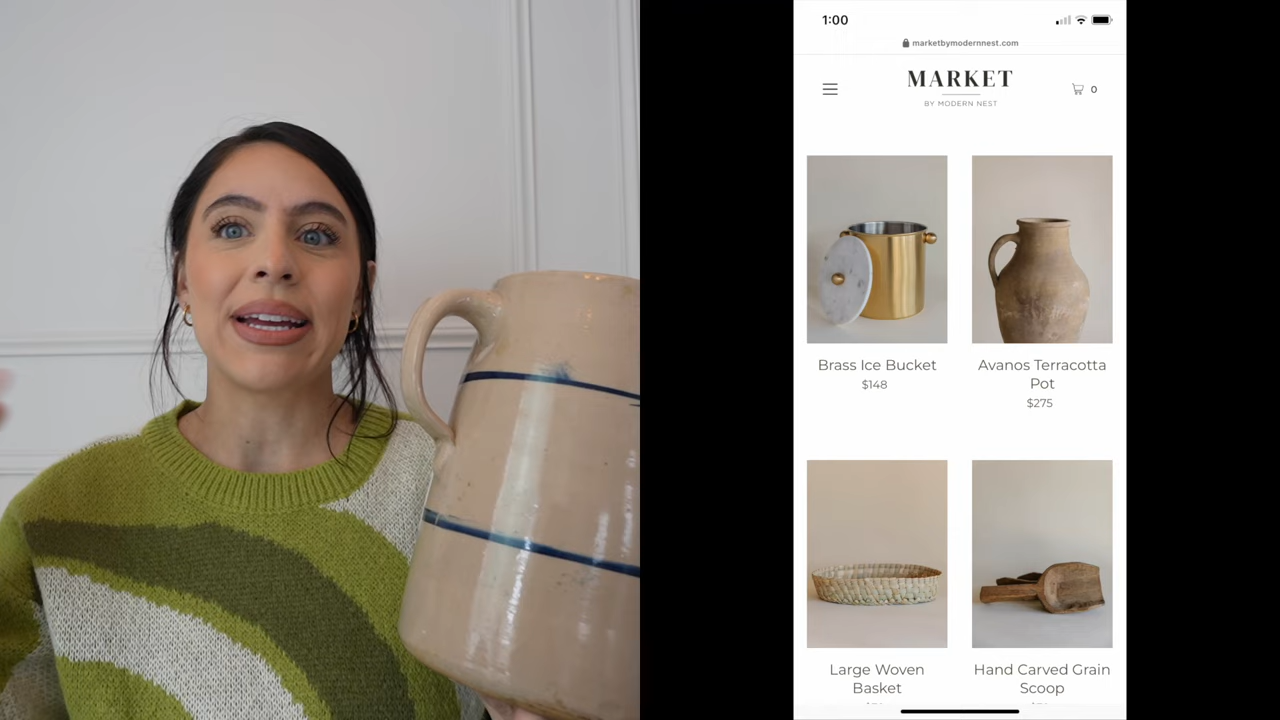 1:00
marketbymodernnest.com
MARKET
BY MODERN NEST
0
Brass Ice Bucket
$148
Avanos Terracotta
Pot
$275
Large Woven
Basket
Hand Carved Grain
Scoop